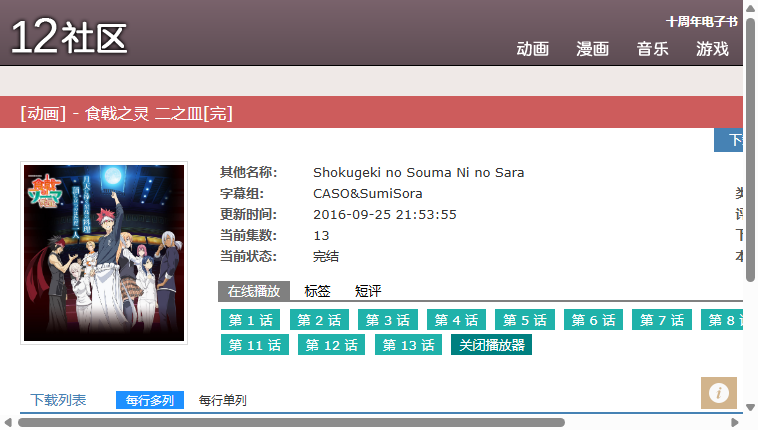 十周年电子书
12社区
动画 漫画 音乐 游戏
[动画] - 食戟之灵 二之皿[完]
其他名称: Shokugeki no Souma Ni no Sara
字幕组: CASO&SumiSora
更新时间: 2016-09-25 21:53:55
当前集数: 13
当前状态: 完结
在线播放 标签 短评
第 1 话 第 2 话 第 3 话 第 4 话 第 5 话 第 6 话 第 7 话 第 8
第 11 话 第 12 话 第 13 话 关闭播放器
下载列表 每行多列 每行单列